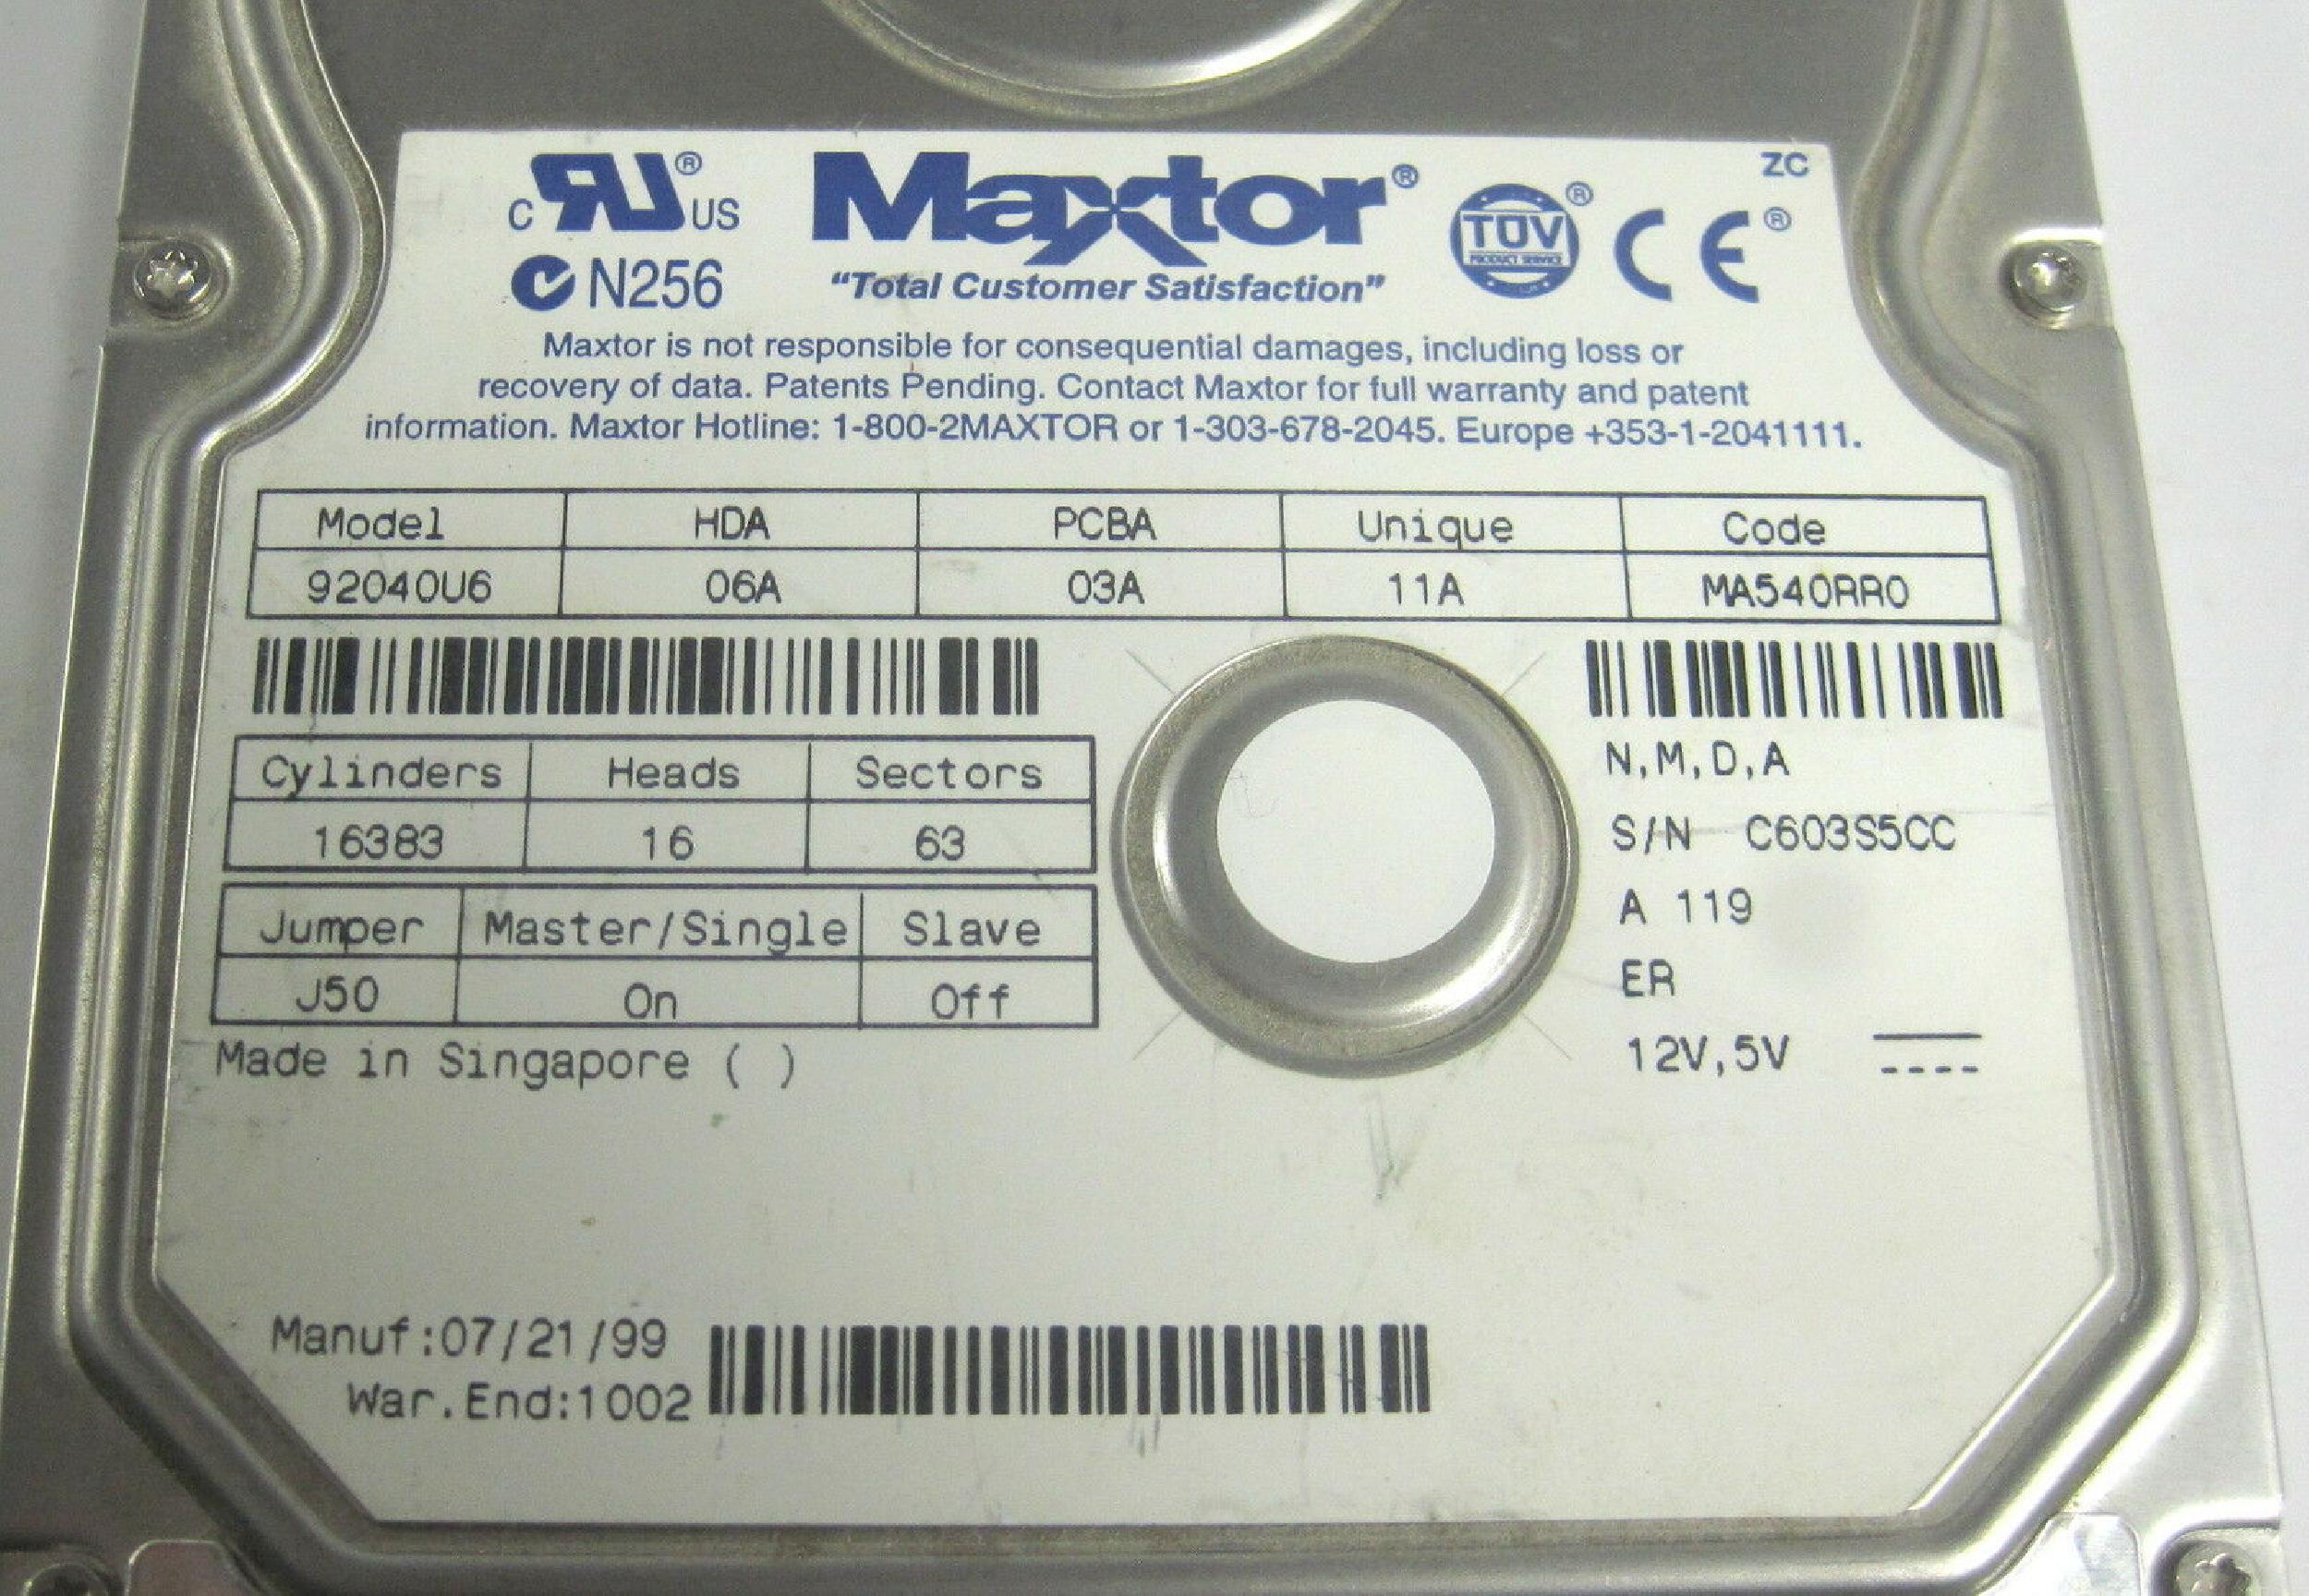 c RU® US
N256
Maxtor®
"Total Customer Satisfaction"
TÜV®
PRODUCT SERVICE
CE®
ZC
Maxtor is not responsible for consequential damages, including loss or
recovery of data. Patents Pending. Contact Maxtor for full warranty and patent
information. Maxtor Hotline: 1-800-2MAXTOR or 1-303-678-2045. Europe +353-1-2041111.
Model HDA PCBA Unique Code
92040U6 06A 03A 11A MA540RR0
Cylinders Heads Sectors
16383 16 63
Jumper Master/Single Slave
J50 On Off
Made in Singapore ( )
N,M,D,A
S/N C603S5CC
A 119
ER
12V,5V
Manuf:07/21/99
War.End:1002